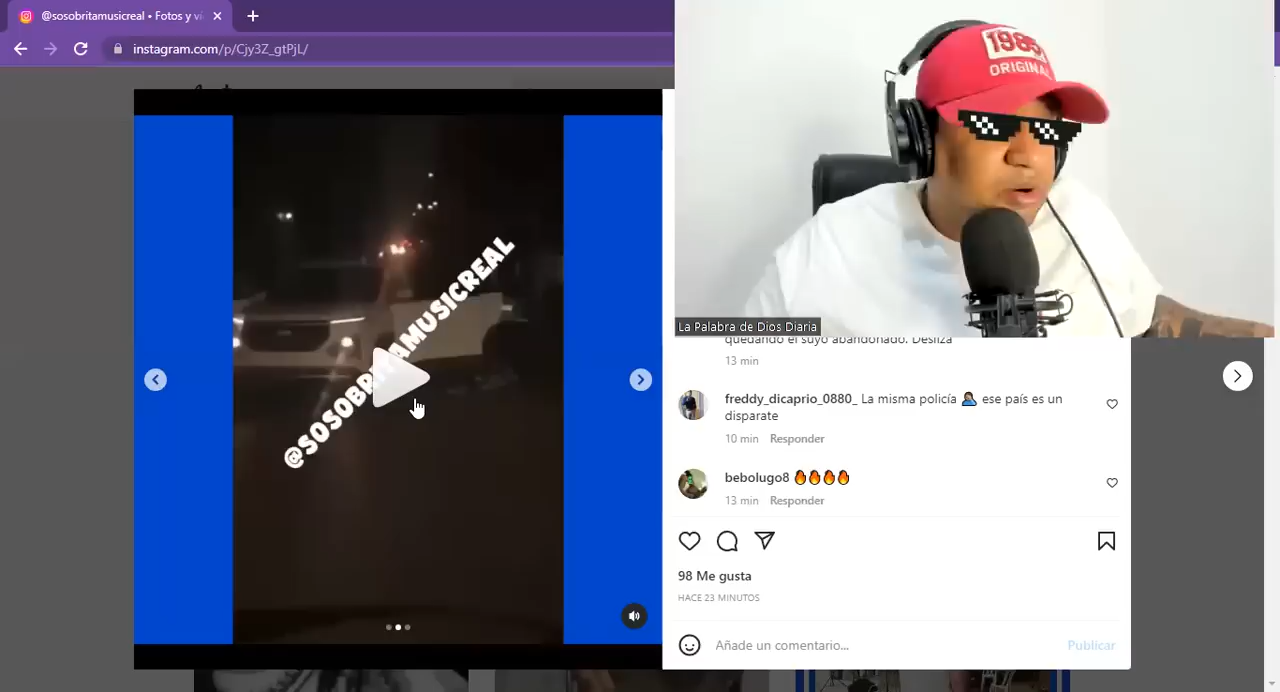 @sosobritamusicreal • Fotos y vi
instagram.com/p/Cjy3Z_gtPjL/
1985
ORIGINAL
@SOSOBRITAMUSICREAL
La Palabra de Dios Diaria
quedando el suyo abandonado. Desliza
13 min
freddy_dicaprio_0880_ La misma policía 🤦 ese país es un
disparate
10 min Responder
bebolugo8 🔥🔥🔥🔥
13 min Responder
98 Me gusta
HACE 23 MINUTOS
Añade un comentario...
Publicar